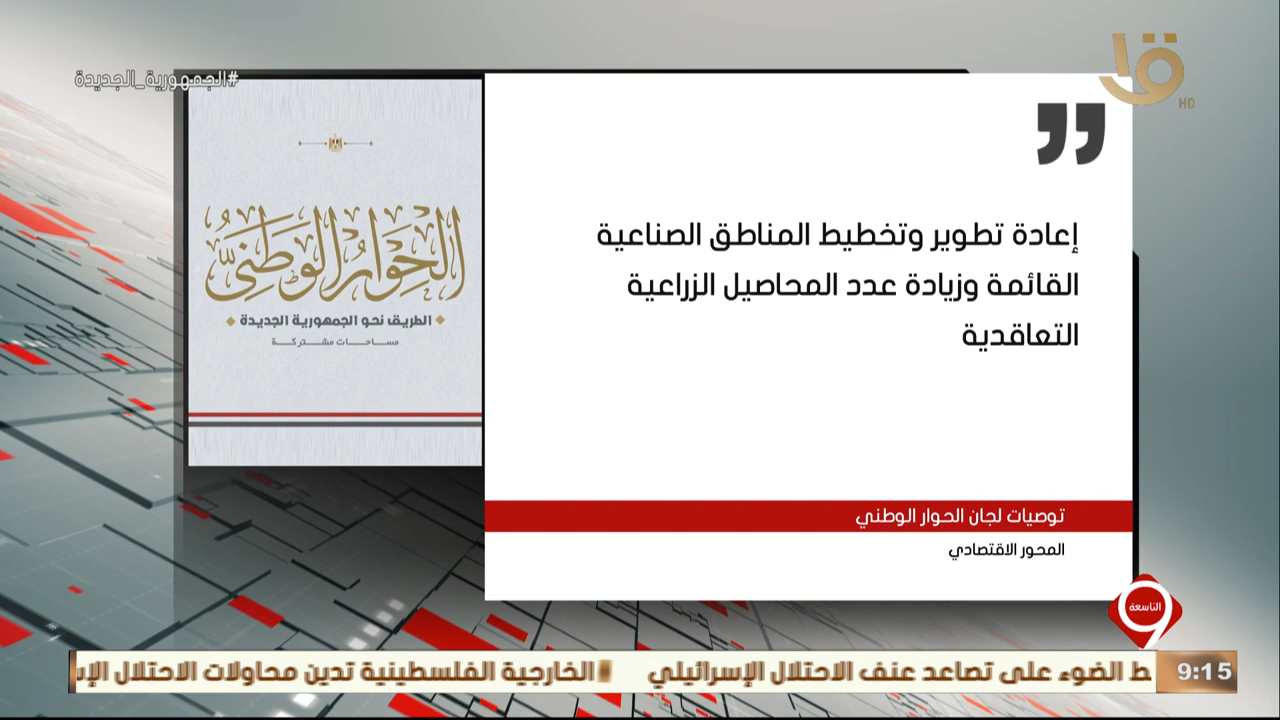 #الجمهورية_الجديدة
HD
إعادة تطوير وتخطيط المناطق الصناعية
القائمة وزيادة عدد المحاصيل الزراعية
التعاقدية
الحوار الوطني
الطريق نحو الجمهورية الجديدة
مساحات مشتركة
توصيات لجان الحوار الوطني
المحور الاقتصادي
التاسعة
9
9:15
الضوء على تصاعد عنف الاحتلال الإسرائيلي
الخارجية الفلسطينية تدين محاولات الاحتلال